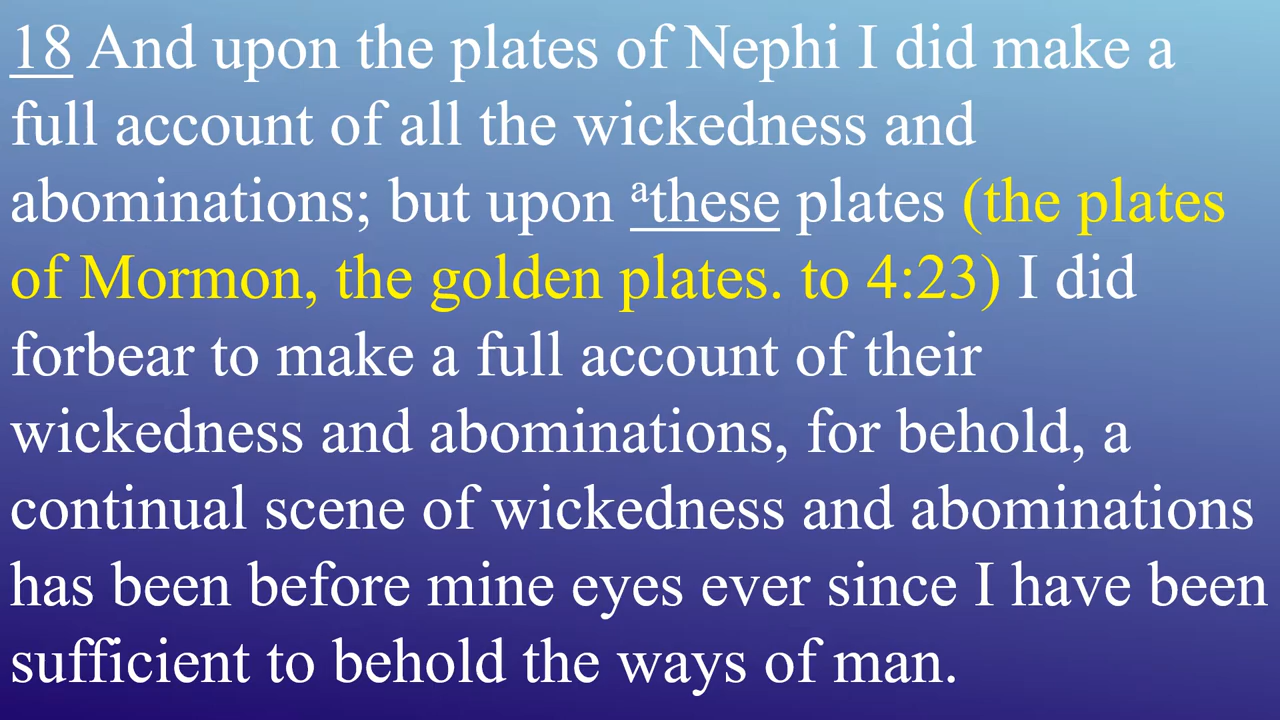 18 And upon the plates of Nephi I did make a
full account of all the wickedness and
abominations; but upon ᵃthese plates (the plates
of Mormon, the golden plates. to 4:23) I did
forbear to make a full account of their
wickedness and abominations, for behold, a
continual scene of wickedness and abominations
has been before mine eyes ever since I have been
sufficient to behold the ways of man.